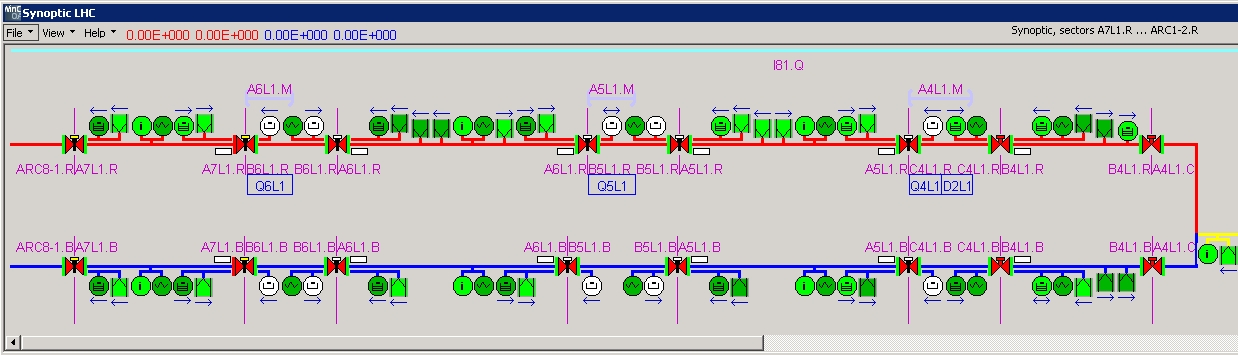 Synoptic LHC
File View Help 0.00E+000 0.00E+000 0.00E+000 0.00E+000 Synoptic, sectors A7L1.R ... ARC1-2.R
I81.Q
A6L1.M A5L1.M A4L1.M
ARC8-1.R A7L1.R A7L1.R B6L1.R B6L1.R A6L1.R A6L1.R B5L1.R B5L1.R A5L1.R A5L1.R C4L1.R C4L1.R B4L1.R B4L1.R A4L1.C
Q6L1 Q5L1 Q4L1 D2L1
ARC8-1.B A7L1.B A7L1.B B6L1.B B6L1.B A6L1.B A6L1.B B5L1.B B5L1.B A5L1.B A5L1.B C4L1.B C4L1.B B4L1.B B4L1.B A4L1.C